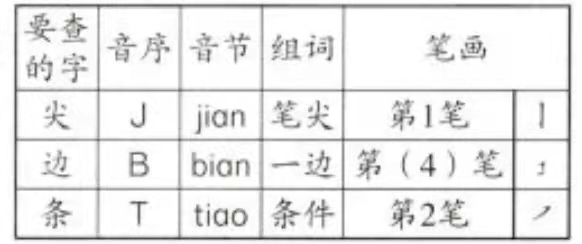 要查的字 音序 音节 组词 笔画
尖 J jian 笔尖 第1笔 丨
边 B bian 一边 第（4）笔
条 T tiao 条件 第2笔 ㇒